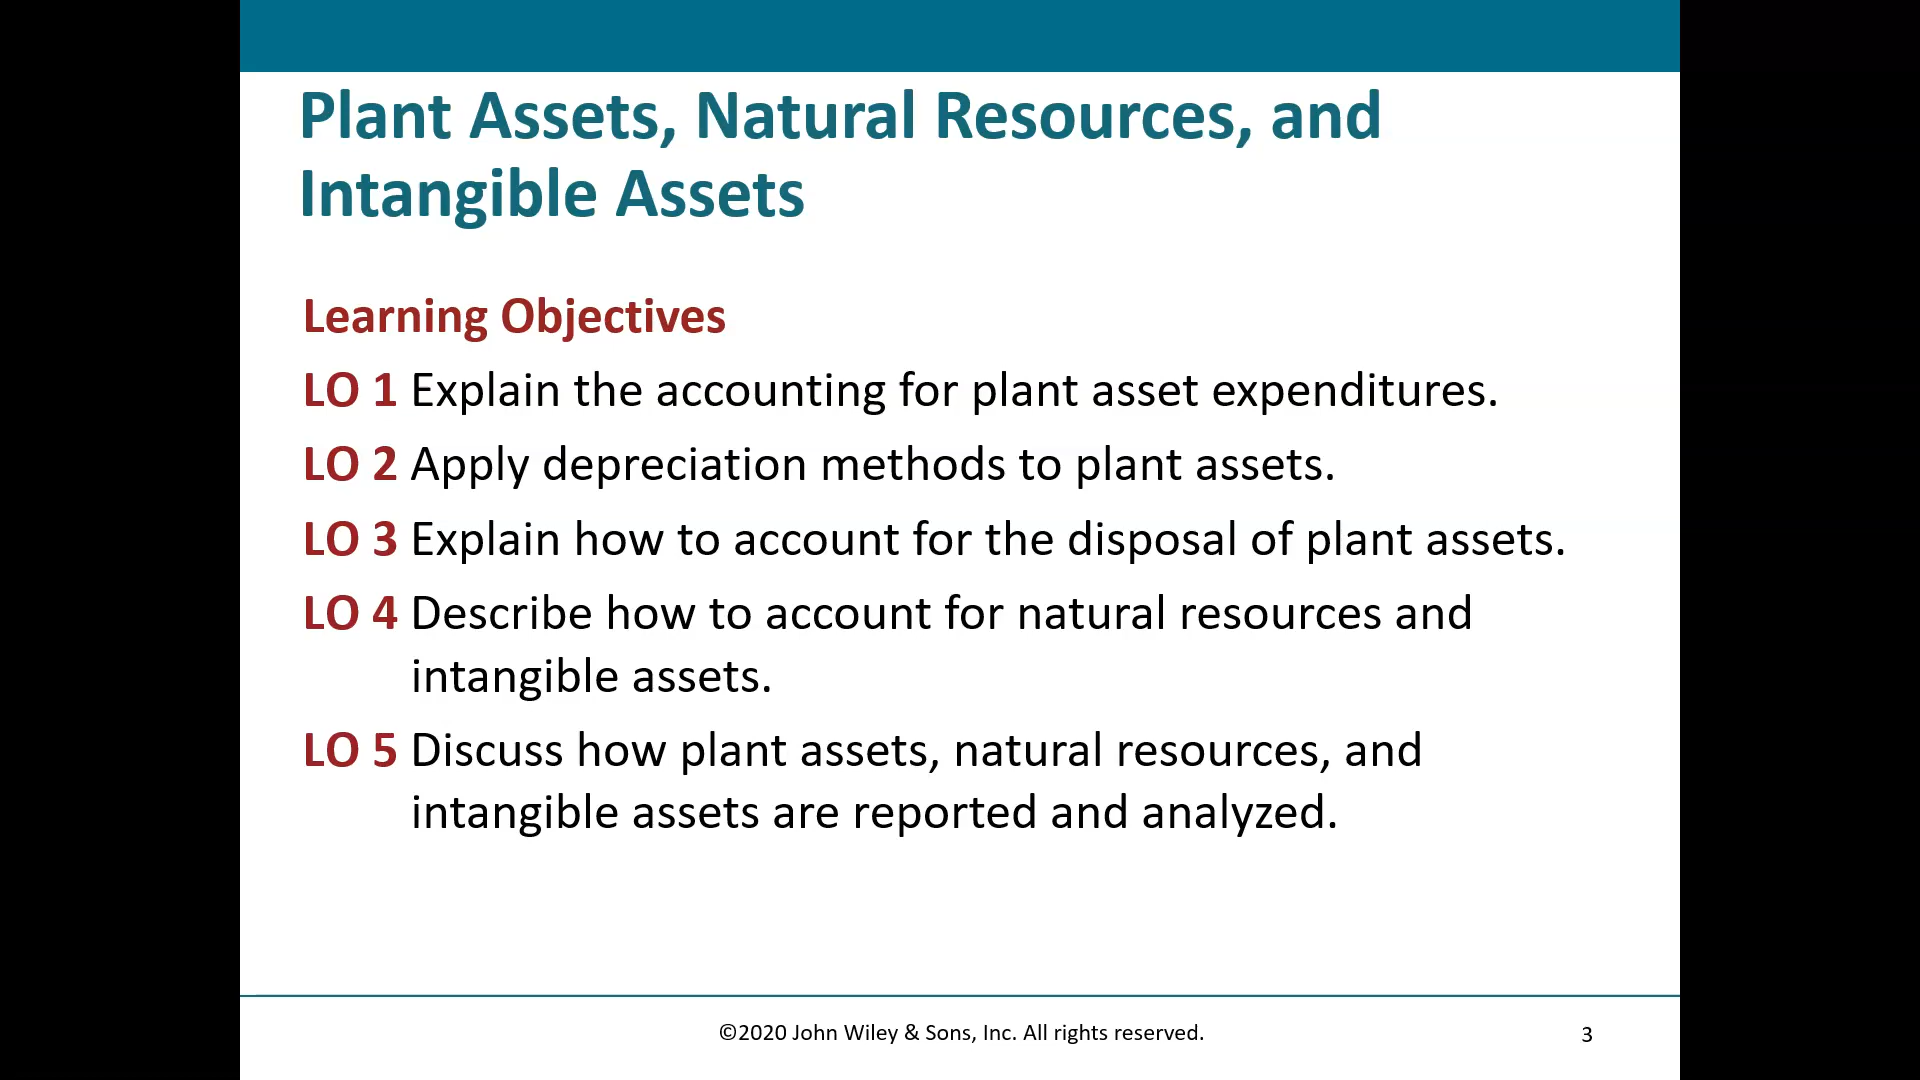 Plant Assets, Natural Resources, and
Intangible Assets
Learning Objectives
LO 1 Explain the accounting for plant asset expenditures.
LO 2 Apply depreciation methods to plant assets.
LO 3 Explain how to account for the disposal of plant assets.
LO 4 Describe how to account for natural resources and
intangible assets.
LO 5 Discuss how plant assets, natural resources, and
intangible assets are reported and analyzed.
©2020 John Wiley & Sons, Inc. All rights reserved.
3